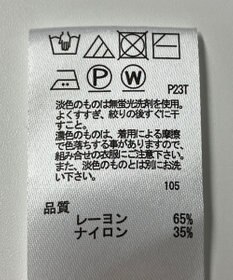 P W
P23T
淡色のものは無蛍光洗剤を使用。
よくすすぎ、絞りの後すぐに干
すこと。
濃色のものは、着用による摩擦
で色落ちする事がありますので、
組み合せの衣服にご注意下さい。
また、淡色のものとは別にお洗
い下さい。
105
品質
レーヨン 65%
ナイロン 35%